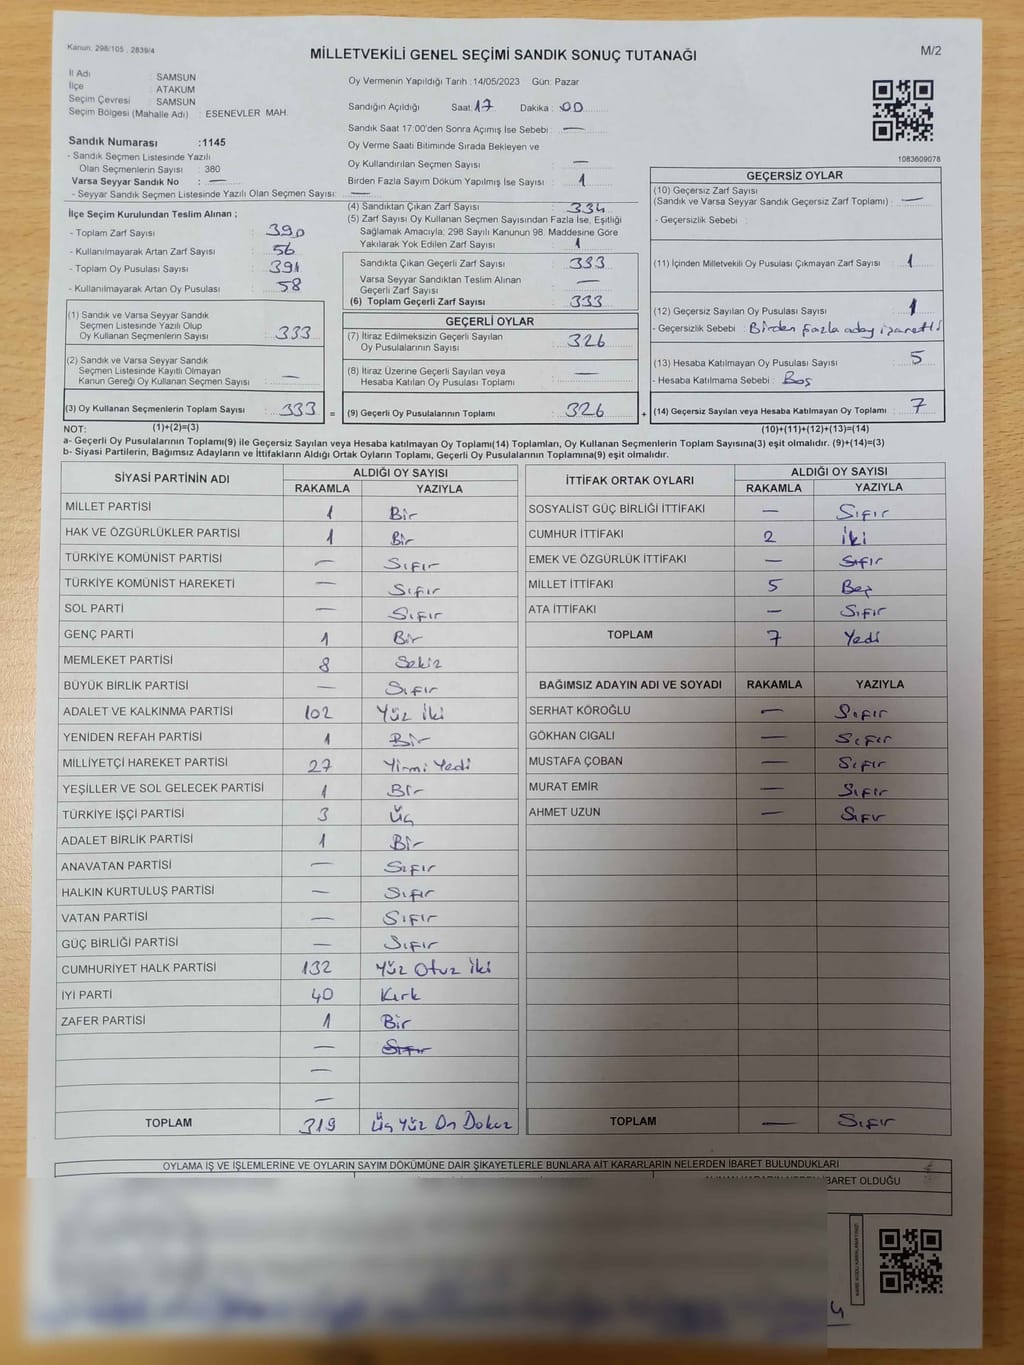 Kanun: 298/105 , 2839/4
MİLLETVEKİLİ GENEL SEÇİMİ SANDIK SONUÇ TUTANAĞI
M/2
İl Adı : SAMSUN
İlçe : ATAKUM
Seçim Çevresi : SAMSUN
Seçim Bölgesi (Mahalle Adı) : ESENEVLER MAH.
Sandık Numarası :1145
- Sandık Seçmen Listesinde Yazılı
Olan Seçmenlerin Sayısı : 380
Varsa Seyyar Sandık No : —
- Seyyar Sandık Seçmen Listesinde Yazılı Olan Seçmen Sayısı: —
Oy Vermenin Yapıldığı Tarih :14/05/2023 Gün: Pazar
Sandığın Açıldığı Saat: 17 Dakika : 00
Sandık Saat 17:00'den Sonra Açımış İse Sebebi : —
Oy Verme Saati Bitiminde Sırada Bekleyen ve
Oy Kullandırılan Seçmen Sayısı : —
Birden Fazla Sayım Döküm Yapılmış İse Sayısı : 1
1083609078
İlçe Seçim Kurulundan Teslim Alınan ;
- Toplam Zarf Sayısı : 390
- Kullanılmayarak Artan Zarf Sayısı : 56
- Toplam Oy Pusulası Sayısı : 391
- Kullanılmayarak Artan Oy Pusulası : 58
(1) Sandık ve Varsa Seyyar Sandık
Seçmen Listesinde Yazılı Olup
Oy Kullanan Seçmenlerin Sayısı : 333
(2) Sandık ve Varsa Seyyar Sandık
Seçmen Listesinde Kayıtlı Olmayan
Kanun Gereği Oy Kullanan Seçmen Sayısı : —
(3) Oy Kullanan Seçmenlerin Toplam Sayısı : 333 =
(4) Sandıktan Çıkan Zarf Sayısı : 334
(5) Zarf Sayısı Oy Kullanan Seçmen Sayısından Fazla İse, Eşitliği
Sağlamak Amacıyla; 298 Sayılı Kanunun 98. Maddesine Göre
Yakılarak Yok Edilen Zarf Sayısı : 1
Sandıkta Çıkan Geçerli Zarf Sayısı : 333
Varsa Seyyar Sandıktan Teslim Alınan
Geçerli Zarf Sayısı : —
(6) Toplam Geçerli Zarf Sayısı : 333
GEÇERLİ OYLAR
(7) İtiraz Edilmeksizin Geçerli Sayılan
Oy Pusulalarının Sayısı : 326
(8) İtiraz Üzerine Geçerli Sayılan veya
Hesaba Katılan Oy Pusulası Toplamı : —
(9) Geçerli Oy Pusulalarının Toplamı : 326 +
GEÇERSİZ OYLAR
(10) Geçersiz Zarf Sayısı
(Sandık ve Varsa Seyyar Sandık Geçersiz Zarf Toplamı) : —
- Geçersizlik Sebebi :
(11) İçinden Milletvekili Oy Pusulası Çıkmayan Zarf Sayısı : 1
(12) Geçersiz Sayılan Oy Pusulası Sayısı : 1
- Geçersizlik Sebebi : Birden fazla aday işaretli
(13) Hesaba Katılmayan Oy Pusulası Sayısı : 5
- Hesaba Katılmama Sebebi : Boş
(14) Geçersiz Sayılan veya Hesaba Katılmayan Oy Toplamı : 7
NOT: (1)+(2)=(3) (10)+(11)+(12)+(13)=(14)
a- Geçerli Oy Pusulalarının Toplamı(9) ile Geçersiz Sayılan veya Hesaba katılmayan Oy Toplamı(14) Toplamları, Oy Kullanan Seçmenlerin Toplam Sayısına(3) eşit olmalıdır. (9)+(14)=(3)
b- Siyasi Partilerin, Bağımsız Adayların ve İttifakların Aldığı Ortak Oyların Toplamı, Geçerli Oy Pusulalarının Toplamına(9) eşit olmalıdır.
SİYASİ PARTİNİN ADI ALDIĞI OY SAYISI
RAKAMLA YAZIYLA
MİLLET PARTİSİ 1 Bir
HAK VE ÖZGÜRLÜKLER PARTİSİ 1 Bir
TÜRKİYE KOMÜNİST PARTİSİ — Sıfır
TÜRKİYE KOMÜNİST HAREKETİ — Sıfır
SOL PARTİ — Sıfır
GENÇ PARTİ 1 Bir
MEMLEKET PARTİSİ 8 Sekiz
BÜYÜK BİRLİK PARTİSİ — Sıfır
ADALET VE KALKINMA PARTİSİ 102 Yüz İki
YENİDEN REFAH PARTİSİ 1 Bir
MİLLİYETÇİ HAREKET PARTİSİ 27 Yirmi Yedi
YEŞİLLER VE SOL GELECEK PARTİSİ 1 Bir
TÜRKİYE İŞÇİ PARTİSİ 3 Üç
ADALET BİRLİK PARTİSİ 1 Bir
ANAVATAN PARTİSİ — Sıfır
HALKIN KURTULUŞ PARTİSİ — Sıfır
VATAN PARTİSİ — Sıfır
GÜÇ BİRLİĞİ PARTİSİ — Sıfır
CUMHURİYET HALK PARTİSİ 132 Yüz Otuz İki
İYİ PARTİ 40 Kırk
ZAFER PARTİSİ 1 Bir
— Sıfır
—
—
TOPLAM 319 Üç Yüz On Dokuz
İTTİFAK ORTAK OYLARI ALDIĞI OY SAYISI
RAKAMLA YAZIYLA
SOSYALİST GÜÇ BİRLİĞİ İTTİFAKI — Sıfır
CUMHUR İTTİFAKI 2 İki
EMEK VE ÖZGÜRLÜK İTTİFAKI — Sıfır
MİLLET İTTİFAKI 5 Beş
ATA İTTİFAKI — Sıfır
TOPLAM 7 Yedi
BAĞIMSIZ ADAYIN ADI VE SOYADI RAKAMLA YAZIYLA
SERHAT KÖROĞLU — Sıfır
GÖKHAN CIGALI — Sıfır
MUSTAFA ÇOBAN — Sıfır
MURAT EMİR — Sıfır
AHMET UZUN — Sıfır
TOPLAM — Sıfır
OYLAMA İŞ VE İŞLEMLERİNE VE OYLARIN SAYIM DÖKÜMÜNE DAİR ŞİKAYETLERLE BUNLARA AİT KARARLARIN NELERDEN İBARET BULUNDUKLARI
İBARET OLDUĞU